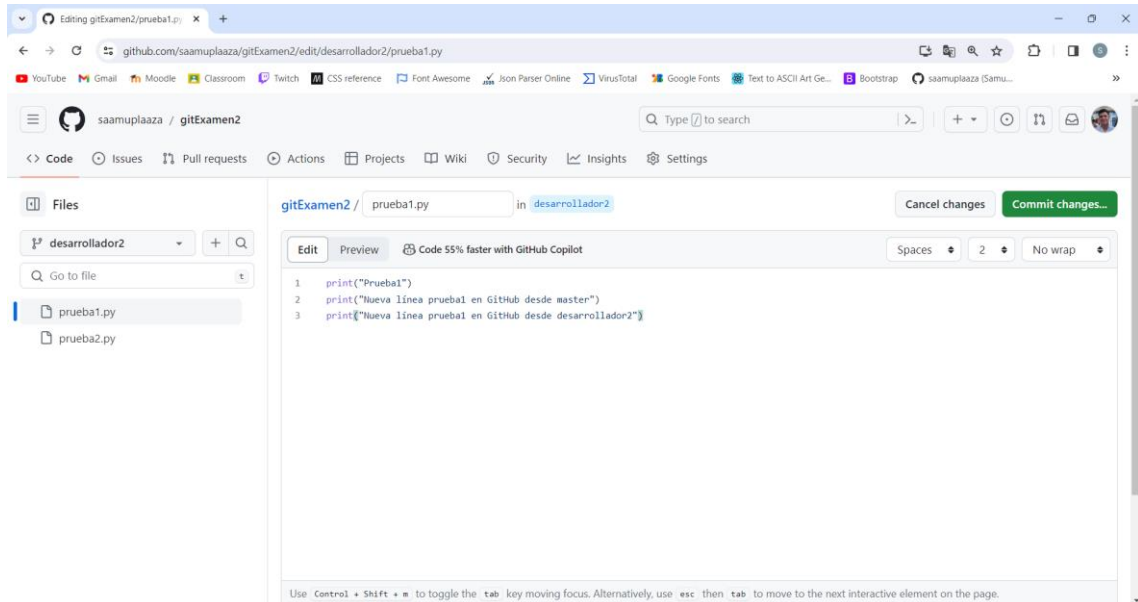 Editing gitExamen2/prueba1.py
github.com/saamuplaaza/gitExamen2/edit/desarrollador2/prueba1.py
YouTube Gmail Moodle Classroom Twitch CSS reference Font Awesome Json Parser Online VirusTotal Google Fonts Text to ASCII Art Ge... Bootstrap saamuplaaza (Samu... »
saamuplaaza / gitExamen2
Type / to search
<> Code Issues Pull requests Actions Projects Wiki Security Insights Settings
Files
gitExamen2 / prueba1.py in desarrollador2
Cancel changes Commit changes...
desarrollador2
Edit Preview Code 55% faster with GitHub Copilot
Spaces 2 No wrap
Go to file t
prueba1.py
prueba2.py
1 print("Prueba1")
2 print("Nueva línea prueba1 en GitHub desde master")
3 print("Nueva línea prueba1 en GitHub desde desarrollador2")
Use Control + Shift + m to toggle the tab key moving focus. Alternatively, use esc then tab to move to the next interactive element on the page.